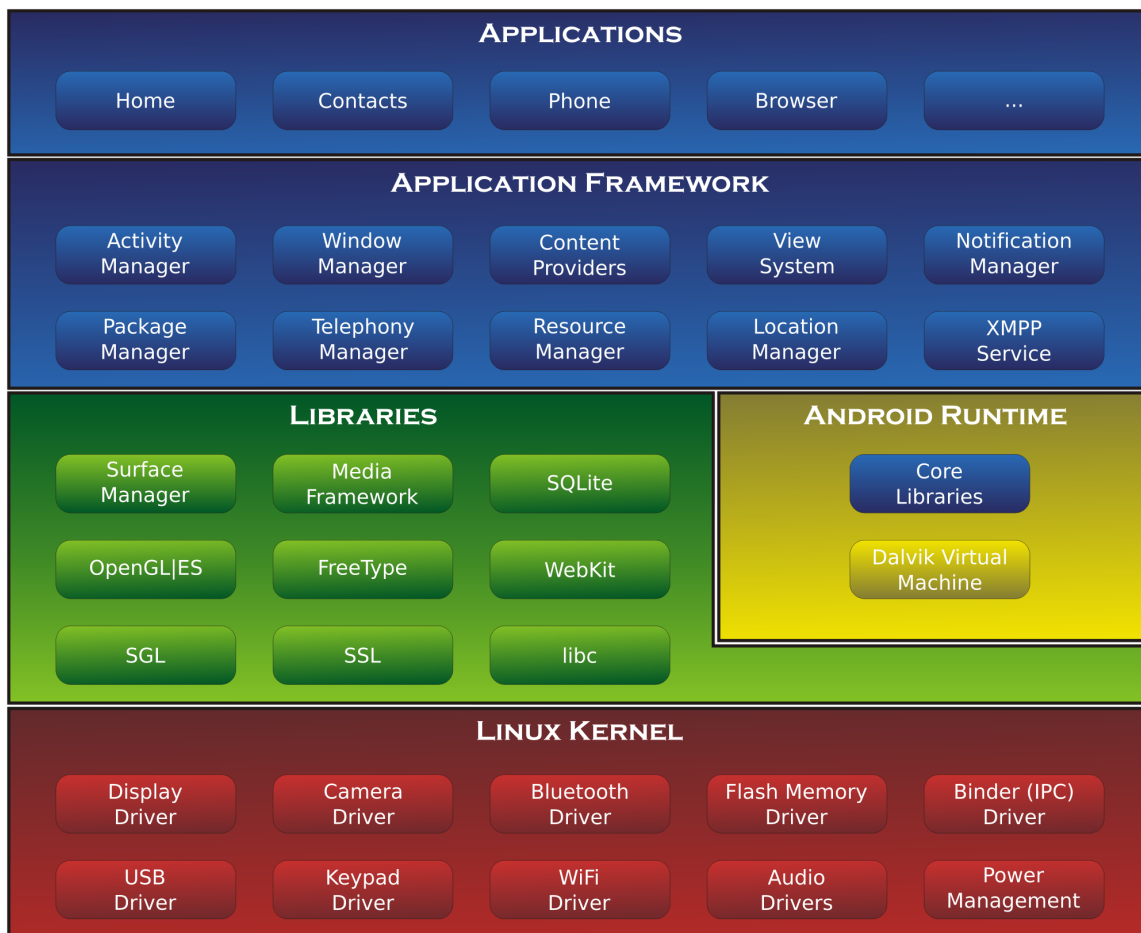 APPLICATIONS
Home
Contacts
Phone
Browser
...
APPLICATION FRAMEWORK
Activity
Manager
Window
Manager
Content
Providers
View
System
Notification
Manager
Package
Manager
Telephony
Manager
Resource
Manager
Location
Manager
XMPP
Service
LIBRARIES
Surface
Manager
Media
Framework
SQLite
OpenGL|ES
FreeType
WebKit
SGL
SSL
libc
ANDROID RUNTIME
Core
Libraries
Dalvik Virtual
Machine
LINUX KERNEL
Display
Driver
Camera
Driver
Bluetooth
Driver
Flash Memory
Driver
Binder (IPC)
Driver
USB
Driver
Keypad
Driver
WiFi
Driver
Audio
Drivers
Power
Management